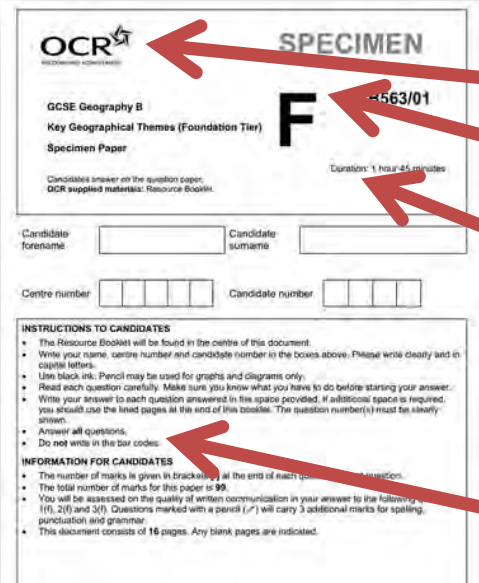 OCR
RECOGNISING ACHIEVEMENT
SPECIMEN
GCSE Geography B
563/01
Key Geographical Themes (Foundation Tier)
F
Specimen Paper
Duration: 1 hour 45 minutes
Candidates answer on the question paper.
OCR supplied materials: Resource Booklet.
Candidate forename
Candidate surname
Centre number
Candidate number
INSTRUCTIONS TO CANDIDATES
• The Resource Booklet will be found in the centre of this document.
• Write your name, centre number and candidate number in the boxes above. Please write clearly and in
capital letters.
• Use black ink. Pencil may be used for graphs and diagrams only.
• Read each question carefully. Make sure you know what you have to do before starting your answer.
• Write your answer to each question answered in the space provided. If additional space is required,
you should use the lined pages at the end of this booklet. The question number(s) must be clearly
shown.
• Answer all questions.
• Do not write in the bar codes.
INFORMATION FOR CANDIDATES
• The number of marks is given in brackets at the end of each question.
• The total number of marks for this paper is 99.
• You will be assessed on the quality of written communication in your answer to the following
1(f), 2(f) and 3(f). Questions marked with a pencil (✐) will carry 3 additional marks for spelling,
punctuation and grammar.
• This document consists of 16 pages. Any blank pages are indicated.